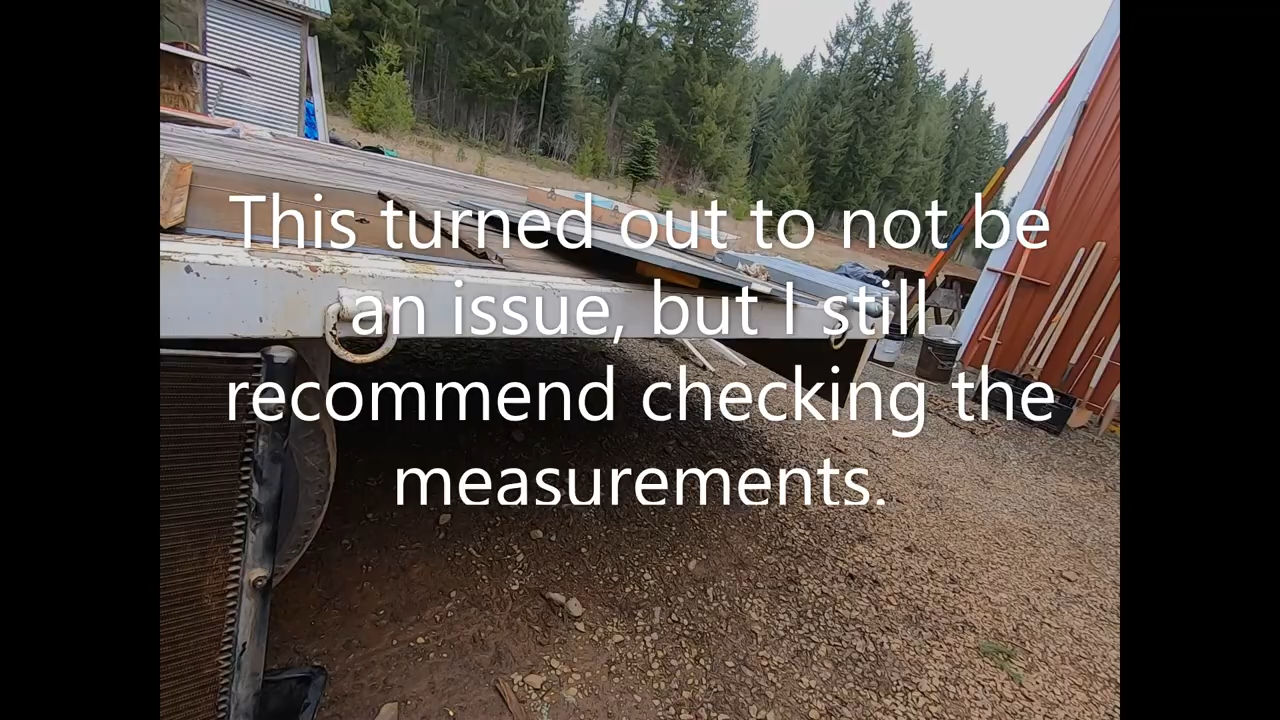 This turned out to not be
an issue, but I still
recommend checking the
measurements.